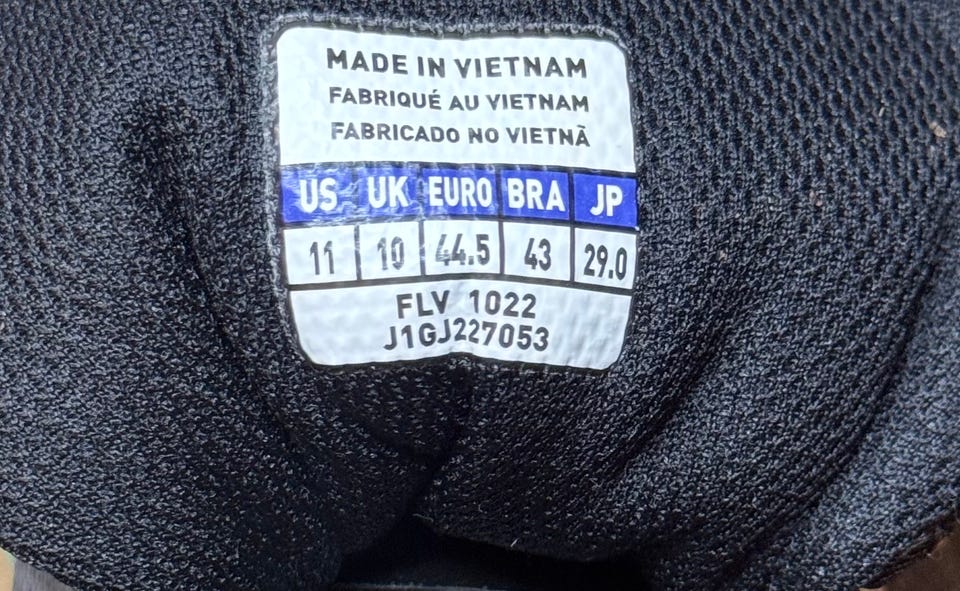 MADE IN VIETNAM
FABRIQUÉ AU VIETNAM
FABRICADO NO VIETNÃ
US UK EURO BRA JP
11 10 44.5 43 29.0
FLV 1022
J1GJ227053